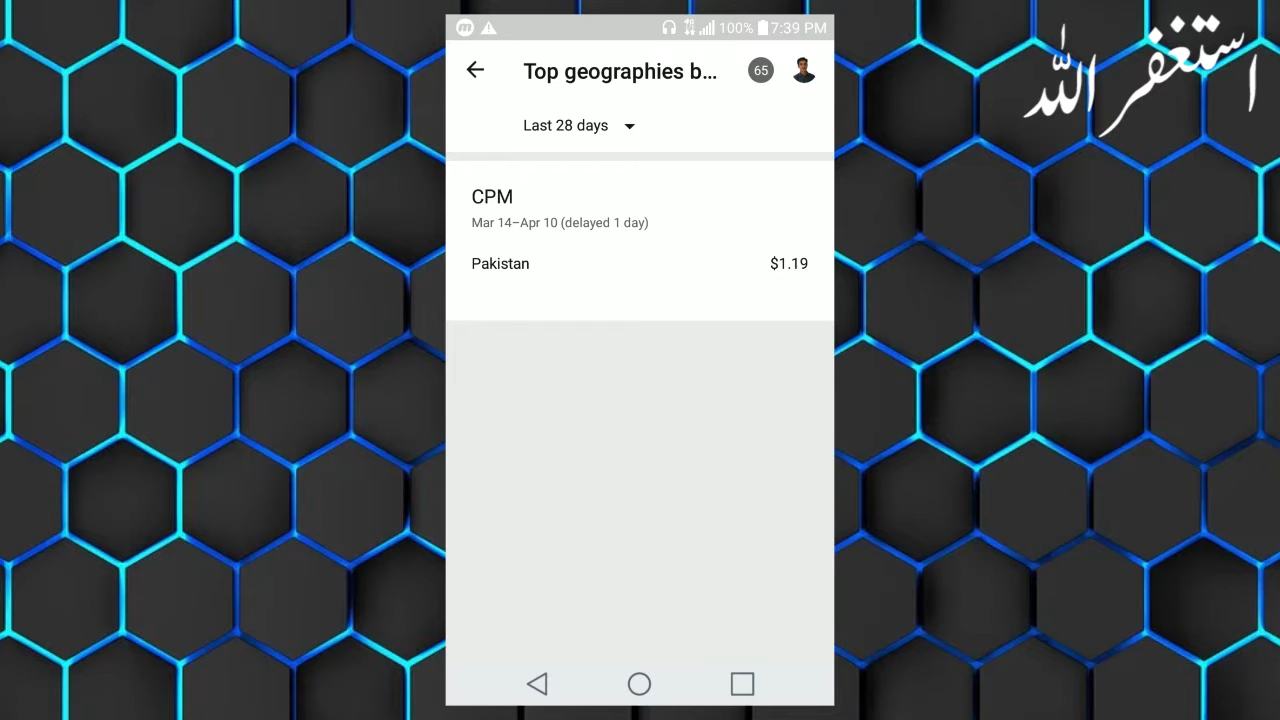 100% 7:39 PM
Top geographies b... 65
Last 28 days
CPM
Mar 14–Apr 10 (delayed 1 day)
Pakistan $1.19
استغفر الله